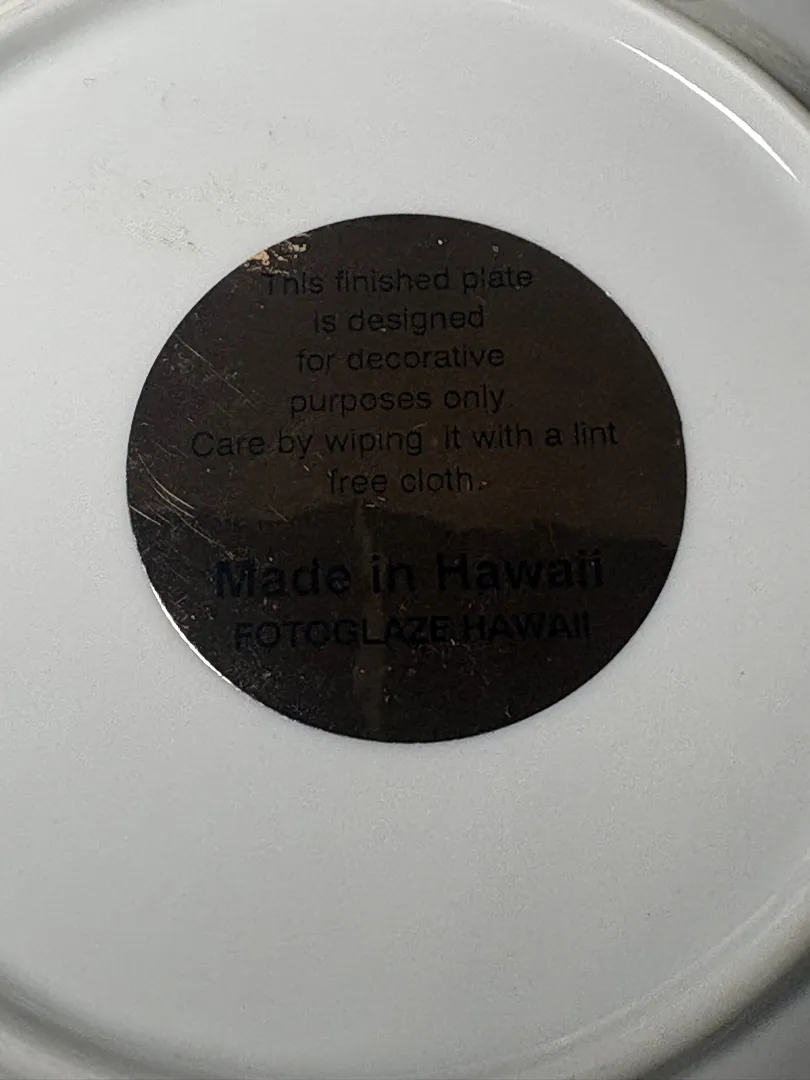 This finished plate
is designed
for decorative
purposes only.
Care by wiping it with a lint
free cloth.
Made in Hawaii
FOTOGLAZE HAWAII